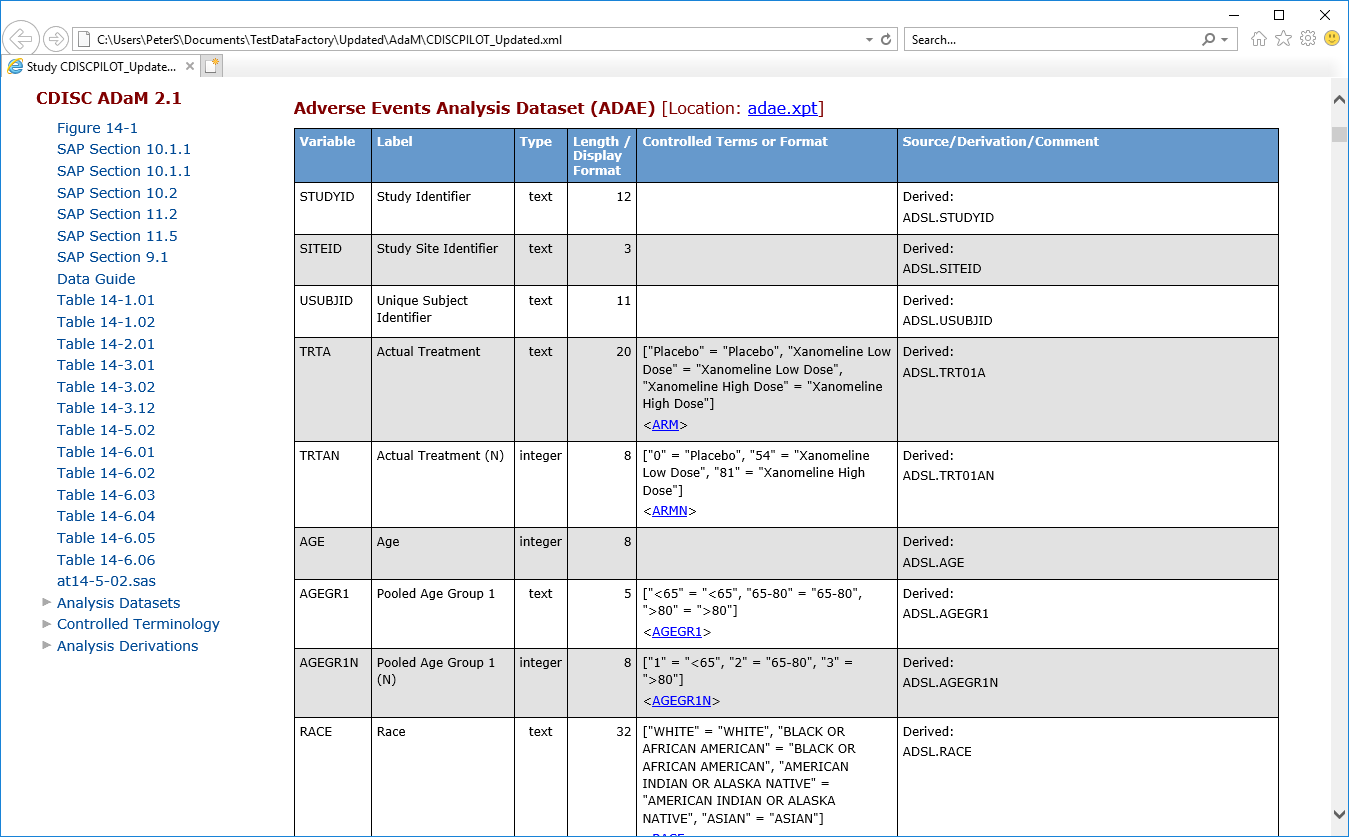 C:\Users\PeterS\Documents\TestDataFactory\Updated\AdaM\CDISCPILOT_Updated.xml
Search...
Study CDISCPILOT_Update...
CDISC ADaM 2.1
Figure 14-1
SAP Section 10.1.1
SAP Section 10.1.1
SAP Section 10.2
SAP Section 11.2
SAP Section 11.5
SAP Section 9.1
Data Guide
Table 14-1.01
Table 14-1.02
Table 14-2.01
Table 14-3.01
Table 14-3.02
Table 14-3.12
Table 14-5.02
Table 14-6.01
Table 14-6.02
Table 14-6.03
Table 14-6.04
Table 14-6.05
Table 14-6.06
at14-5-02.sas
Analysis Datasets
Controlled Terminology
Analysis Derivations
Adverse Events Analysis Dataset (ADAE) [Location: adae.xpt]
Variable Label Type Length / Controlled Terms or Format Source/Derivation/Comment
Display
Format
STUDYID Study Identifier text 12 Derived:
ADSL.STUDYID
SITEID Study Site Identifier text 3 Derived:
ADSL.SITEID
USUBJID Unique Subject text 11 Derived:
Identifier ADSL.USUBJID
TRTA Actual Treatment text 20 ["Placebo" = "Placebo", "Xanomeline Low Derived:
Dose" = "Xanomeline Low Dose", ADSL.TRT01A
"Xanomeline High Dose" = "Xanomeline
High Dose"]
<ARM>
TRTAN Actual Treatment (N) integer 8 ["0" = "Placebo", "54" = "Xanomeline Derived:
Low Dose", "81" = "Xanomeline High ADSL.TRT01AN
Dose"]
<ARMN>
AGE Age integer 8 Derived:
ADSL.AGE
AGEGR1 Pooled Age Group 1 text 5 ["<65" = "<65", "65-80" = "65-80", Derived:
">80" = ">80"] ADSL.AGEGR1
<AGEGR1>
AGEGR1N Pooled Age Group 1 integer 8 ["1" = "<65", "2" = "65-80", "3" = Derived:
(N) ">80"] ADSL.AGEGR1N
<AGEGR1N>
RACE Race text 32 ["WHITE" = "WHITE", "BLACK OR Derived:
AFRICAN AMERICAN" = "BLACK OR ADSL.RACE
AFRICAN AMERICAN", "AMERICAN
INDIAN OR ALASKA NATIVE" =
"AMERICAN INDIAN OR ALASKA
NATIVE", "ASIAN" = "ASIAN"]